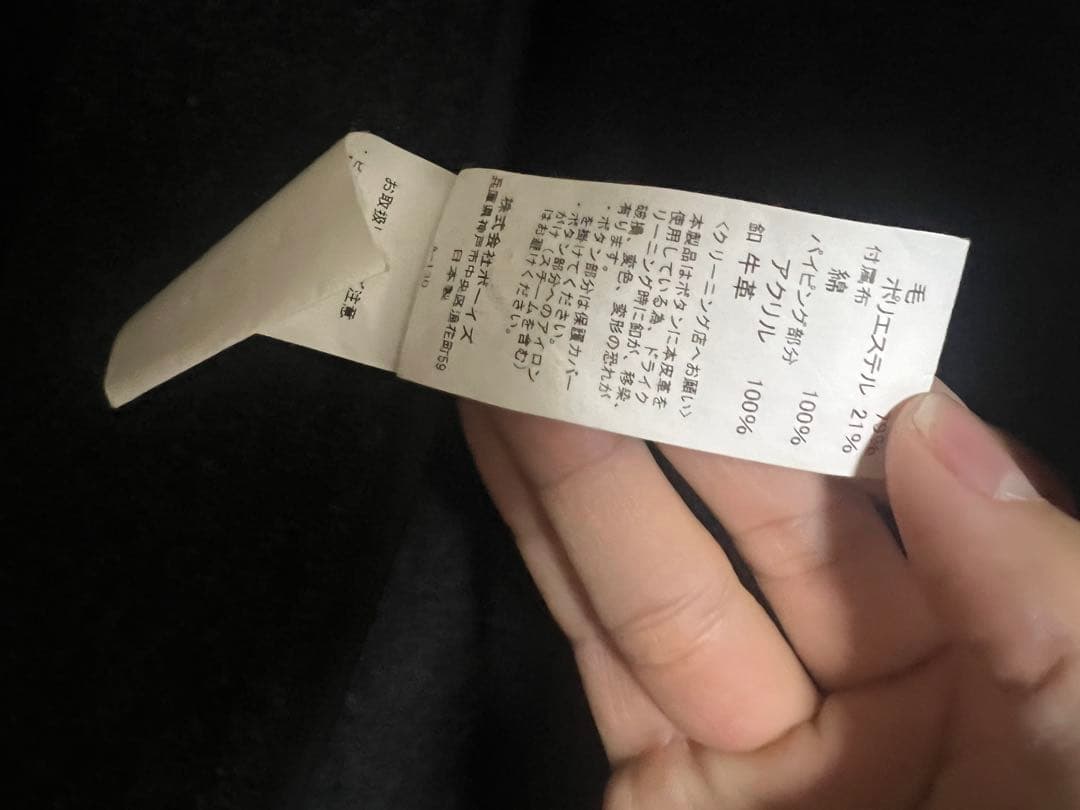 毛 79%
ポリエステル 21%
付属布
綿 100%
パイピング部分
アクリル 100%
釦 牛革
〈クリーニング店へお願い〉
本製品はボタンに本皮革を
使用している為、ドライク
リーニング時に釦が、移染、
破損、変色、変形の恐れが
有ります。
・ボタン部分は保護カバー
を掛けてください。
・ボタン部分へのアイロン
がけ（スチームを含む）
はお避けください。
株式会社ボーイズ
兵庫県神戸市中央区浪花町59
日本製
お取扱 注意